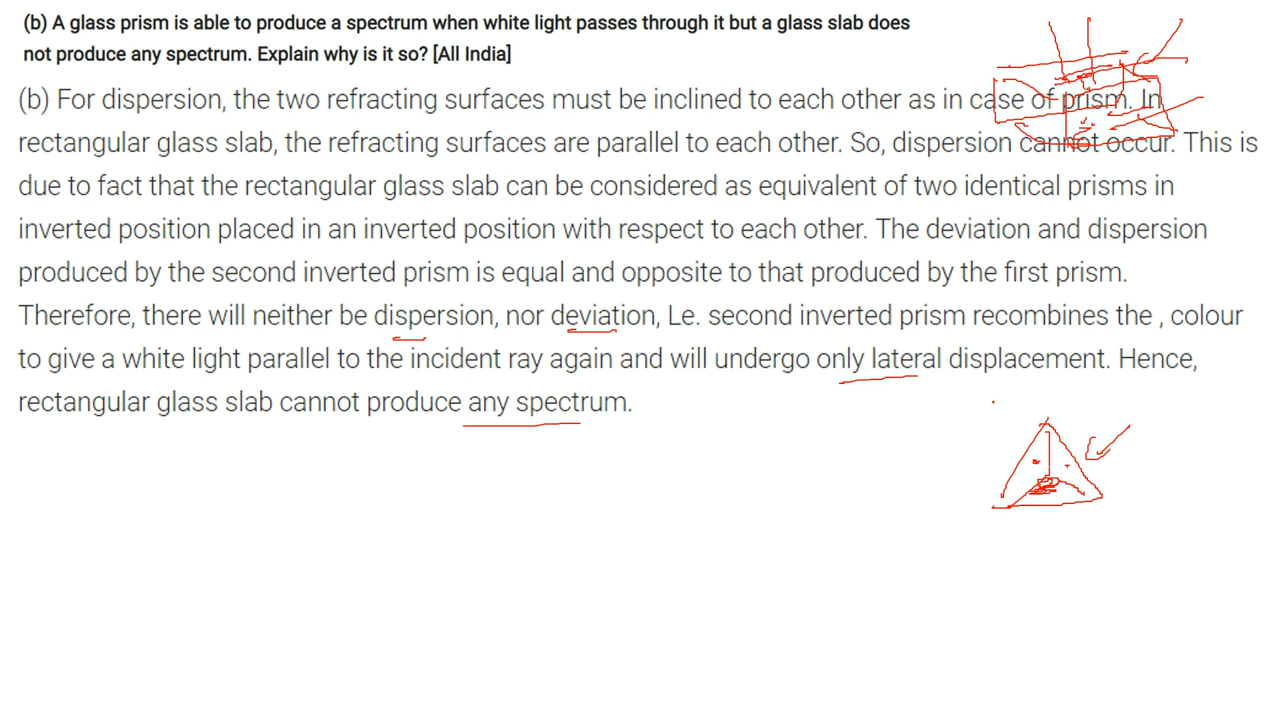 (b) A glass prism is able to produce a spectrum when white light passes through it but a glass slab does
not produce any spectrum. Explain why is it so? [All India]
(b) For dispersion, the two refracting surfaces must be inclined to each other as in case of prism. In
rectangular glass slab, the refracting surfaces are parallel to each other. So, dispersion cannot occur. This is
due to fact that the rectangular glass slab can be considered as equivalent of two identical prisms in
inverted position placed in an inverted position with respect to each other. The deviation and dispersion
produced by the second inverted prism is equal and opposite to that produced by the first prism.
Therefore, there will neither be dispersion, nor deviation, Le. second inverted prism recombines the , colour
to give a white light parallel to the incident ray again and will undergo only lateral displacement. Hence,
rectangular glass slab cannot produce any spectrum.